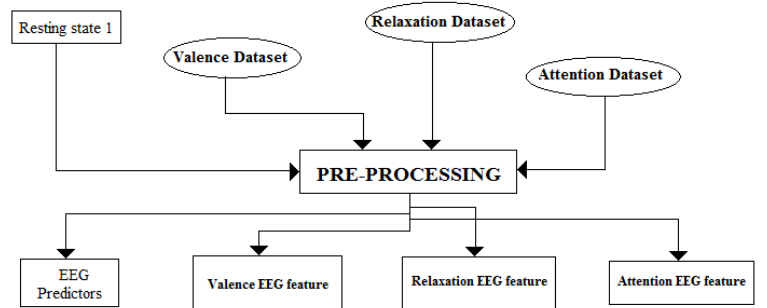 Resting state 1
Relaxation Dataset
Valence Dataset
Attention Dataset
PRE-PROCESSING
EEG
Predictors
Valence EEG feature
Relaxation EEG feature
Attention EEG feature